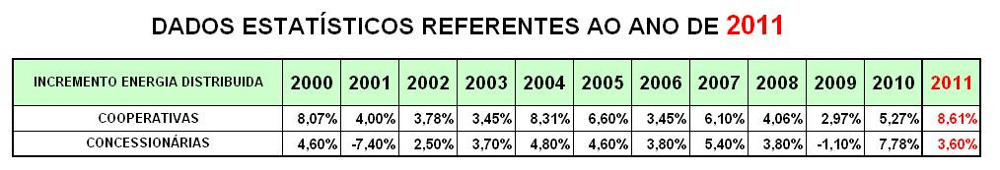 DADOS ESTATÍSTICOS REFERENTES AO ANO DE 2011
INCREMENTO ENERGIA DISTRIBUIDA 2000 2001 2002 2003 2004 2005 2006 2007 2008 2009 2010 2011
COOPERATIVAS 8,07% 4,00% 3,78% 3,45% 8,31% 6,60% 3,45% 6,10% 4,06% 2,97% 5,27% 8,61%
CONCESSIONÁRIAS 4,60% -7,40% 2,50% 3,70% 4,80% 4,60% 3,80% 5,40% 3,80% -1,10% 7,78% 3,60%